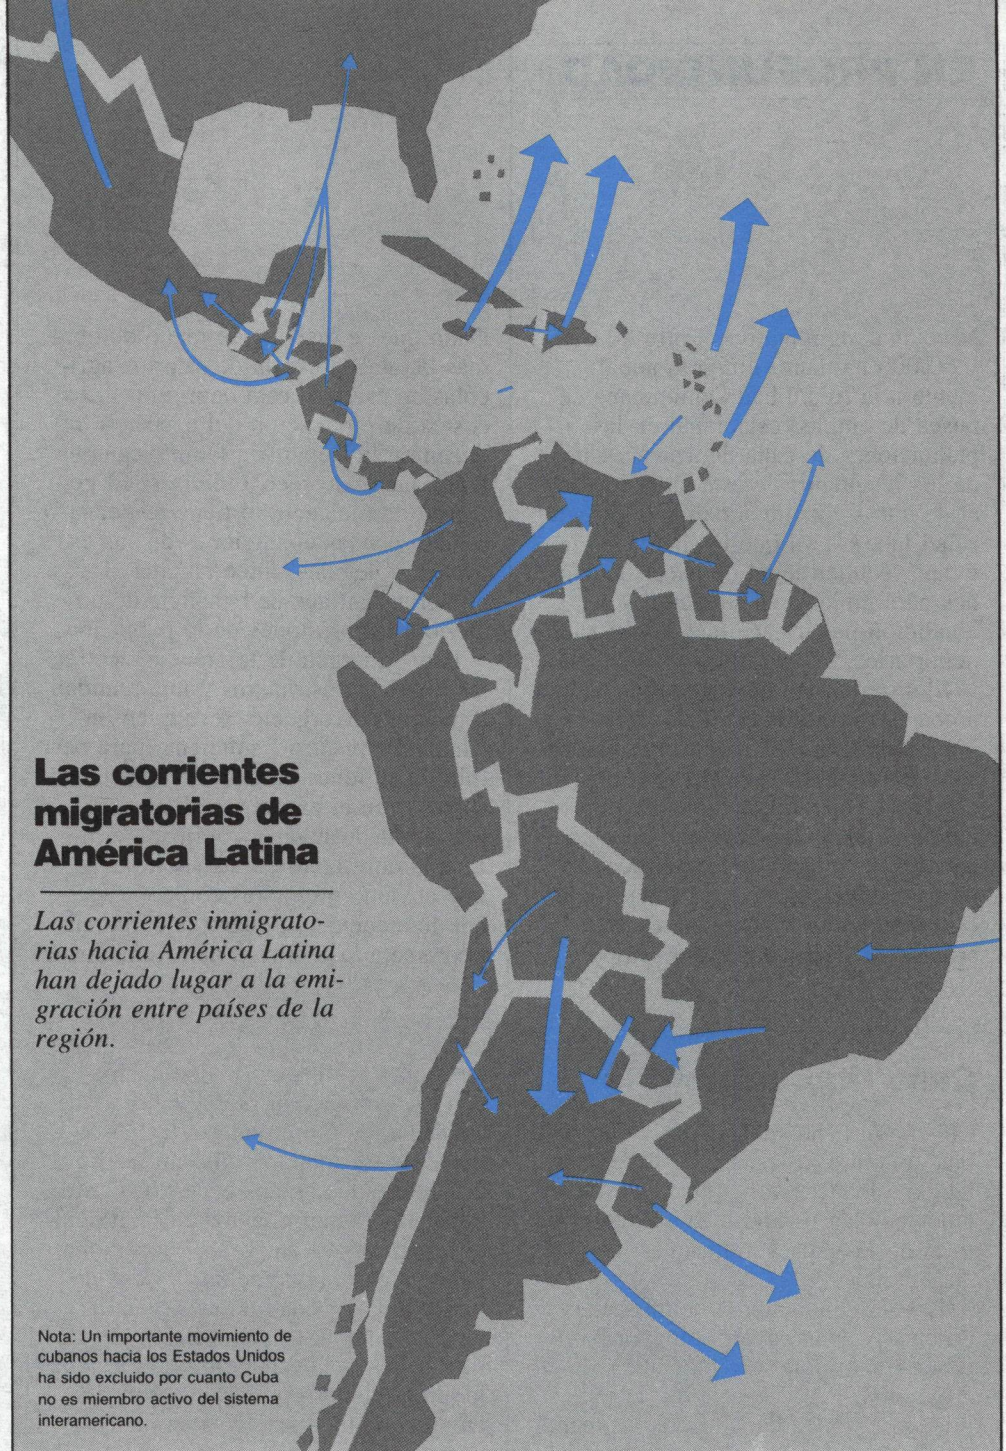 Las corrientes
migratorias de
América Latina
Las corrientes inmigrato-
rias hacia América Latina
han dejado lugar a la emi-
gración entre países de la
región.
Nota: Un importante movimiento de
cubanos hacia los Estados Unidos
ha sido excluido por cuanto Cuba
no es miembro activo del sistema
interamericano.